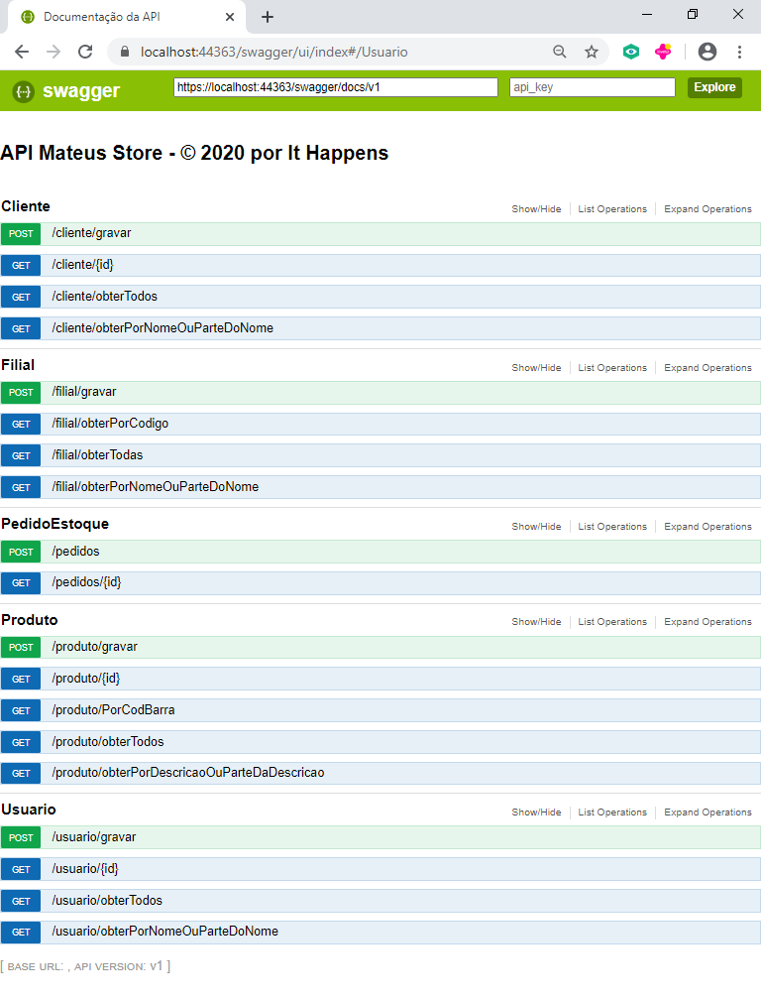 Documentação da API
localhost:44363/swagger/ui/index#/Usuario
swagger https://localhost:44363/swagger/docs/v1 api_key Explore
API Mateus Store - © 2020 por It Happens
Cliente Show/Hide List Operations Expand Operations
POST /cliente/gravar
GET /cliente/{id}
GET /cliente/obterTodos
GET /cliente/obterPorNomeOuParteDoNome
Filial Show/Hide List Operations Expand Operations
POST /filial/gravar
GET /filial/obterPorCodigo
GET /filial/obterTodas
GET /filial/obterPorNomeOuParteDoNome
PedidoEstoque Show/Hide List Operations Expand Operations
POST /pedidos
GET /pedidos/{id}
Produto Show/Hide List Operations Expand Operations
POST /produto/gravar
GET /produto/{id}
GET /produto/PorCodBarra
GET /produto/obterTodos
GET /produto/obterPorDescricaoOuParteDaDescricao
Usuario Show/Hide List Operations Expand Operations
POST /usuario/gravar
GET /usuario/{id}
GET /usuario/obterTodos
GET /usuario/obterPorNomeOuParteDoNome
[ BASE URL: , API VERSION: v1 ]